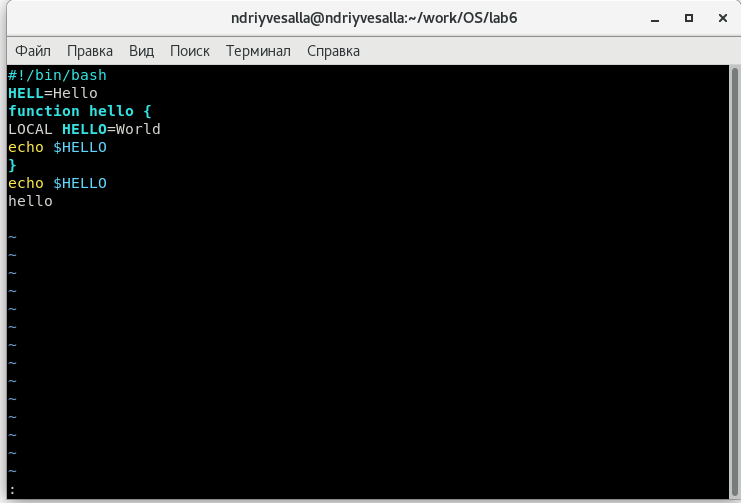 ndriyvesalla@ndriyvesalla:~/work/OS/lab6
Файл Правка Вид Поиск Терминал Справка
#!/bin/bash
HELL=Hello
function hello {
LOCAL HELLO=World
echo $HELLO
}
echo $HELLO
hello
~
~
~
~
~
~
~
~
~
~
~
~
~
~
: